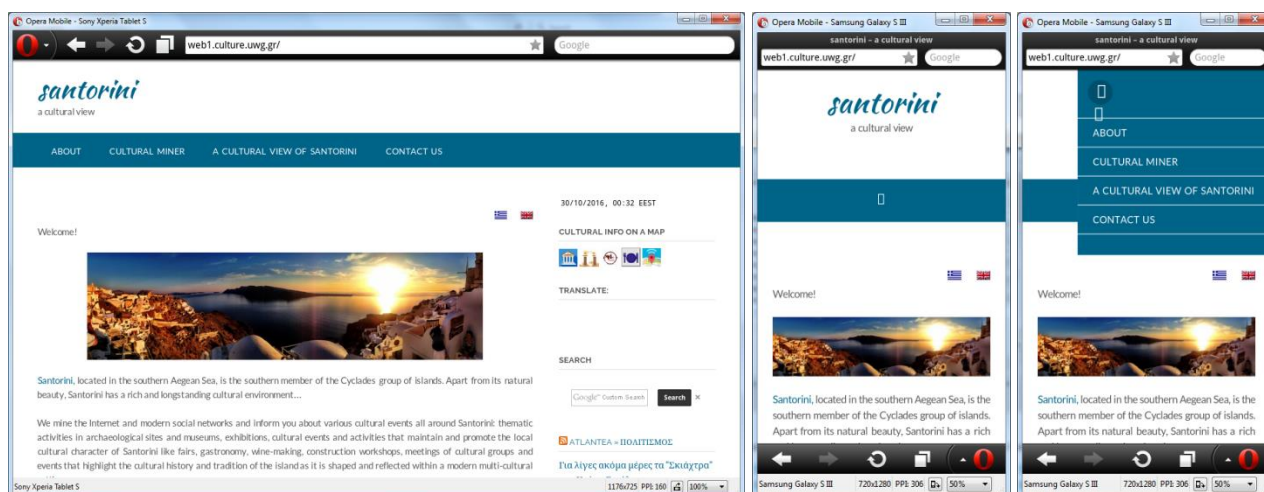 Opera Mobile - Sony Xperia Tablet S
web1.culture.uwg.gr/
Google
santorini
a cultural view
ABOUT CULTURAL MINER A CULTURAL VIEW OF SANTORINI CONTACT US
Welcome!
Santorini, located in the southern Aegean Sea, is the southern member of the Cyclades group of islands. Apart from its natural
beauty, Santorini has a rich and longstanding cultural environment...
We mine the Internet and modern social networks and inform you about various cultural events all around Santorini: thematic
activities in archaeological sites and museums, exhibitions, cultural events and activities that maintain and promote the local
cultural character of Santorini like fairs, gastronomy, wine-making, construction workshops, meetings of cultural groups and
events that highlight the cultural history and tradition of the island as it is shaped and reflected within a modern multi-cultural
30/10/2016, 00:32 EEST
CULTURAL INFO ON A MAP
TRANSLATE:
SEARCH
Google™ Custom Search Search ×
ATLANTEA » ΠΟΛΙΤΙΣΜΟΣ
Για λίγες ακόμα μέρες τα "Σκιάχτρα"
Sony Xperia Tablet S 1176x725 PPI: 160 100%
Opera Mobile - Samsung Galaxy S III
santorini – a cultural view
web1.culture.uwg.gr/ Google
santorini
a cultural view
Welcome!
Santorini, located in the southern Aegean Sea, is the
southern member of the Cyclades group of islands.
Apart from its natural beauty, Santorini has a rich
Samsung Galaxy S III 720x1280 PPI: 306 50%
Opera Mobile - Samsung Galaxy S III
santorini – a cultural view
web1.culture.uwg.gr/ Google
ABOUT
CULTURAL MINER
A CULTURAL VIEW OF SANTORINI
CONTACT US
Welcome!
Santorini, located in the southern Aegean Sea, is the
southern member of the Cyclades group of islands.
Apart from its natural beauty, Santorini has a rich
Samsung Galaxy S III 720x1280 PPI: 306 50%